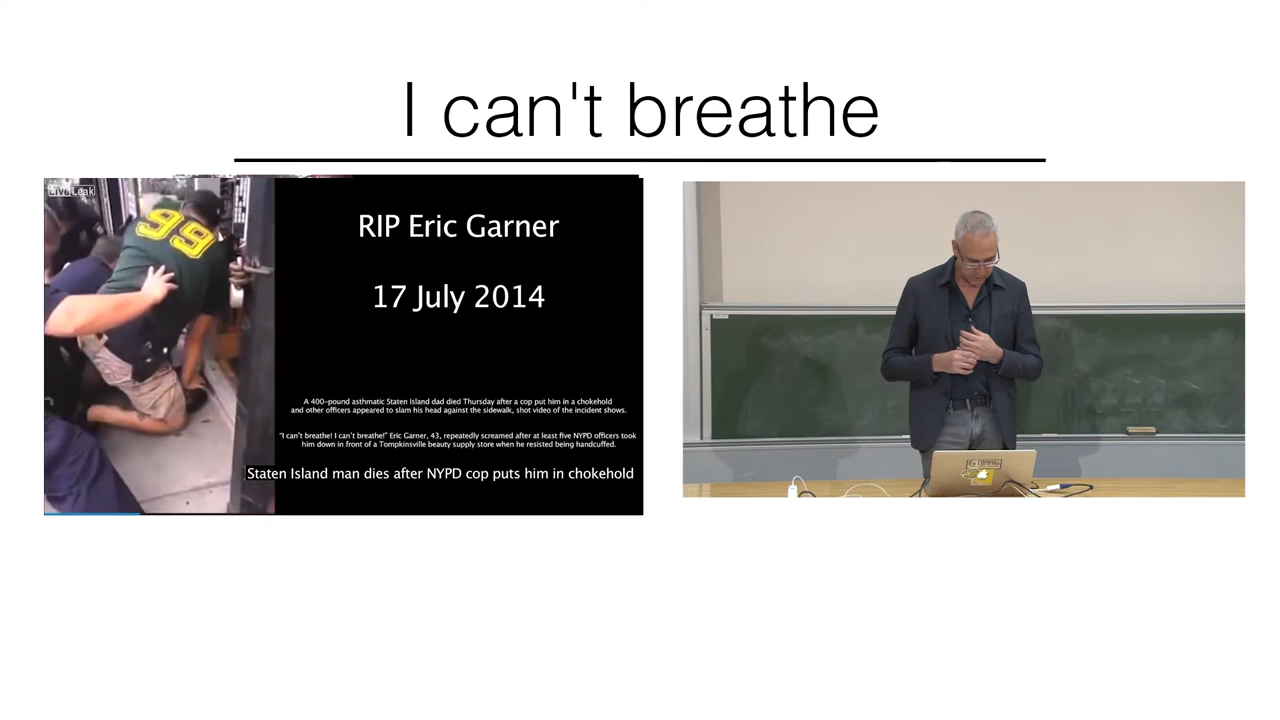 I can't breathe
LiveLeak
99
RIP Eric Garner
17 July 2014
A 400-pound asthmatic Staten Island dad died Thursday after a cop put him in a chokehold
and other officers appeared to slam his head against the sidewalk, shot video of the incident shows.
"I can't breathe! I can't breathe!" Eric Garner, 43, repeatedly screamed after at least five NYPD officers took
him down in front of a Tompkinsville beauty supply store when he resisted being handcuffed.
Staten Island man dies after NYPD cop puts him in chokehold